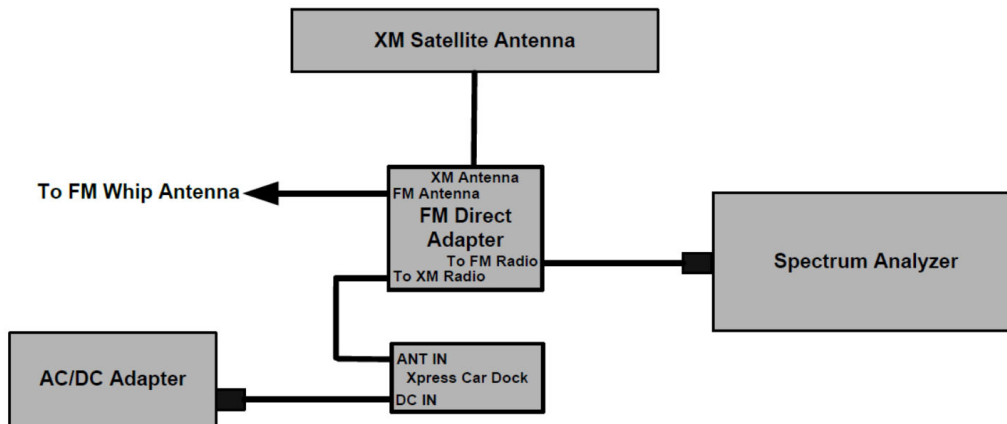 XM Satellite Antenna
XM Antenna
To FM Whip Antenna
FM Antenna
FM Direct
Adapter
To FM Radio
To XM Radio
Spectrum Analyzer
ANT IN
Xpress Car Dock
DC IN
AC/DC Adapter